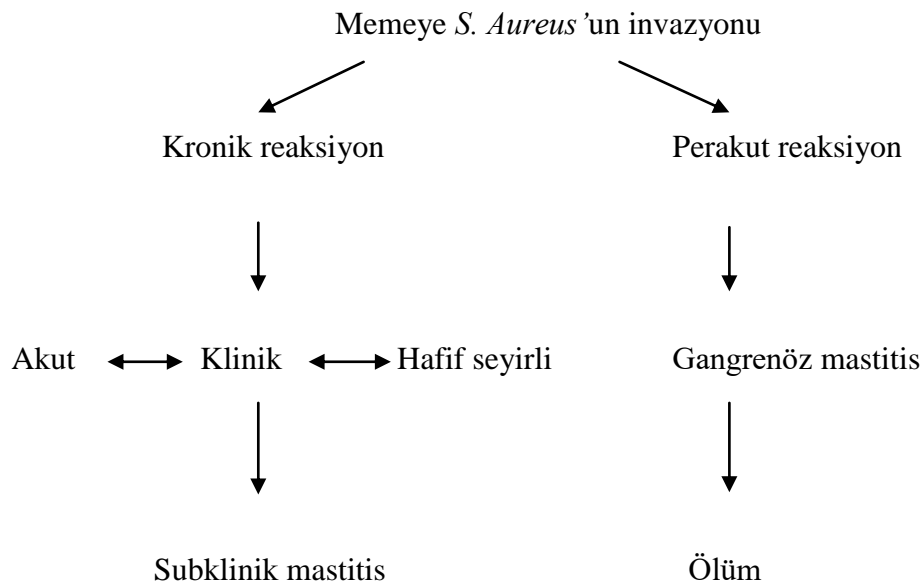 Memeye S. Aureus’un invazyonu
Kronik reaksiyon
Perakut reaksiyon
Akut
Klinik
Hafif seyirli
Gangrenöz mastitis
Subklinik mastitis
Ölüm